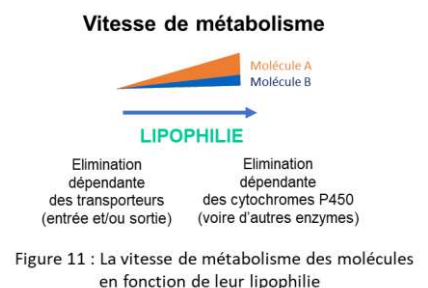 Vitesse de métabolisme
Molécule A
Molécule B
LIPOPHILIE
Elimination
dépendante
des transporteurs
(entrée et/ou sortie)
Elimination
dépendante
des cytochromes P450
(voire d'autres enzymes)
Figure 11 : La vitesse de métabolisme des molécules
en fonction de leur lipophilie